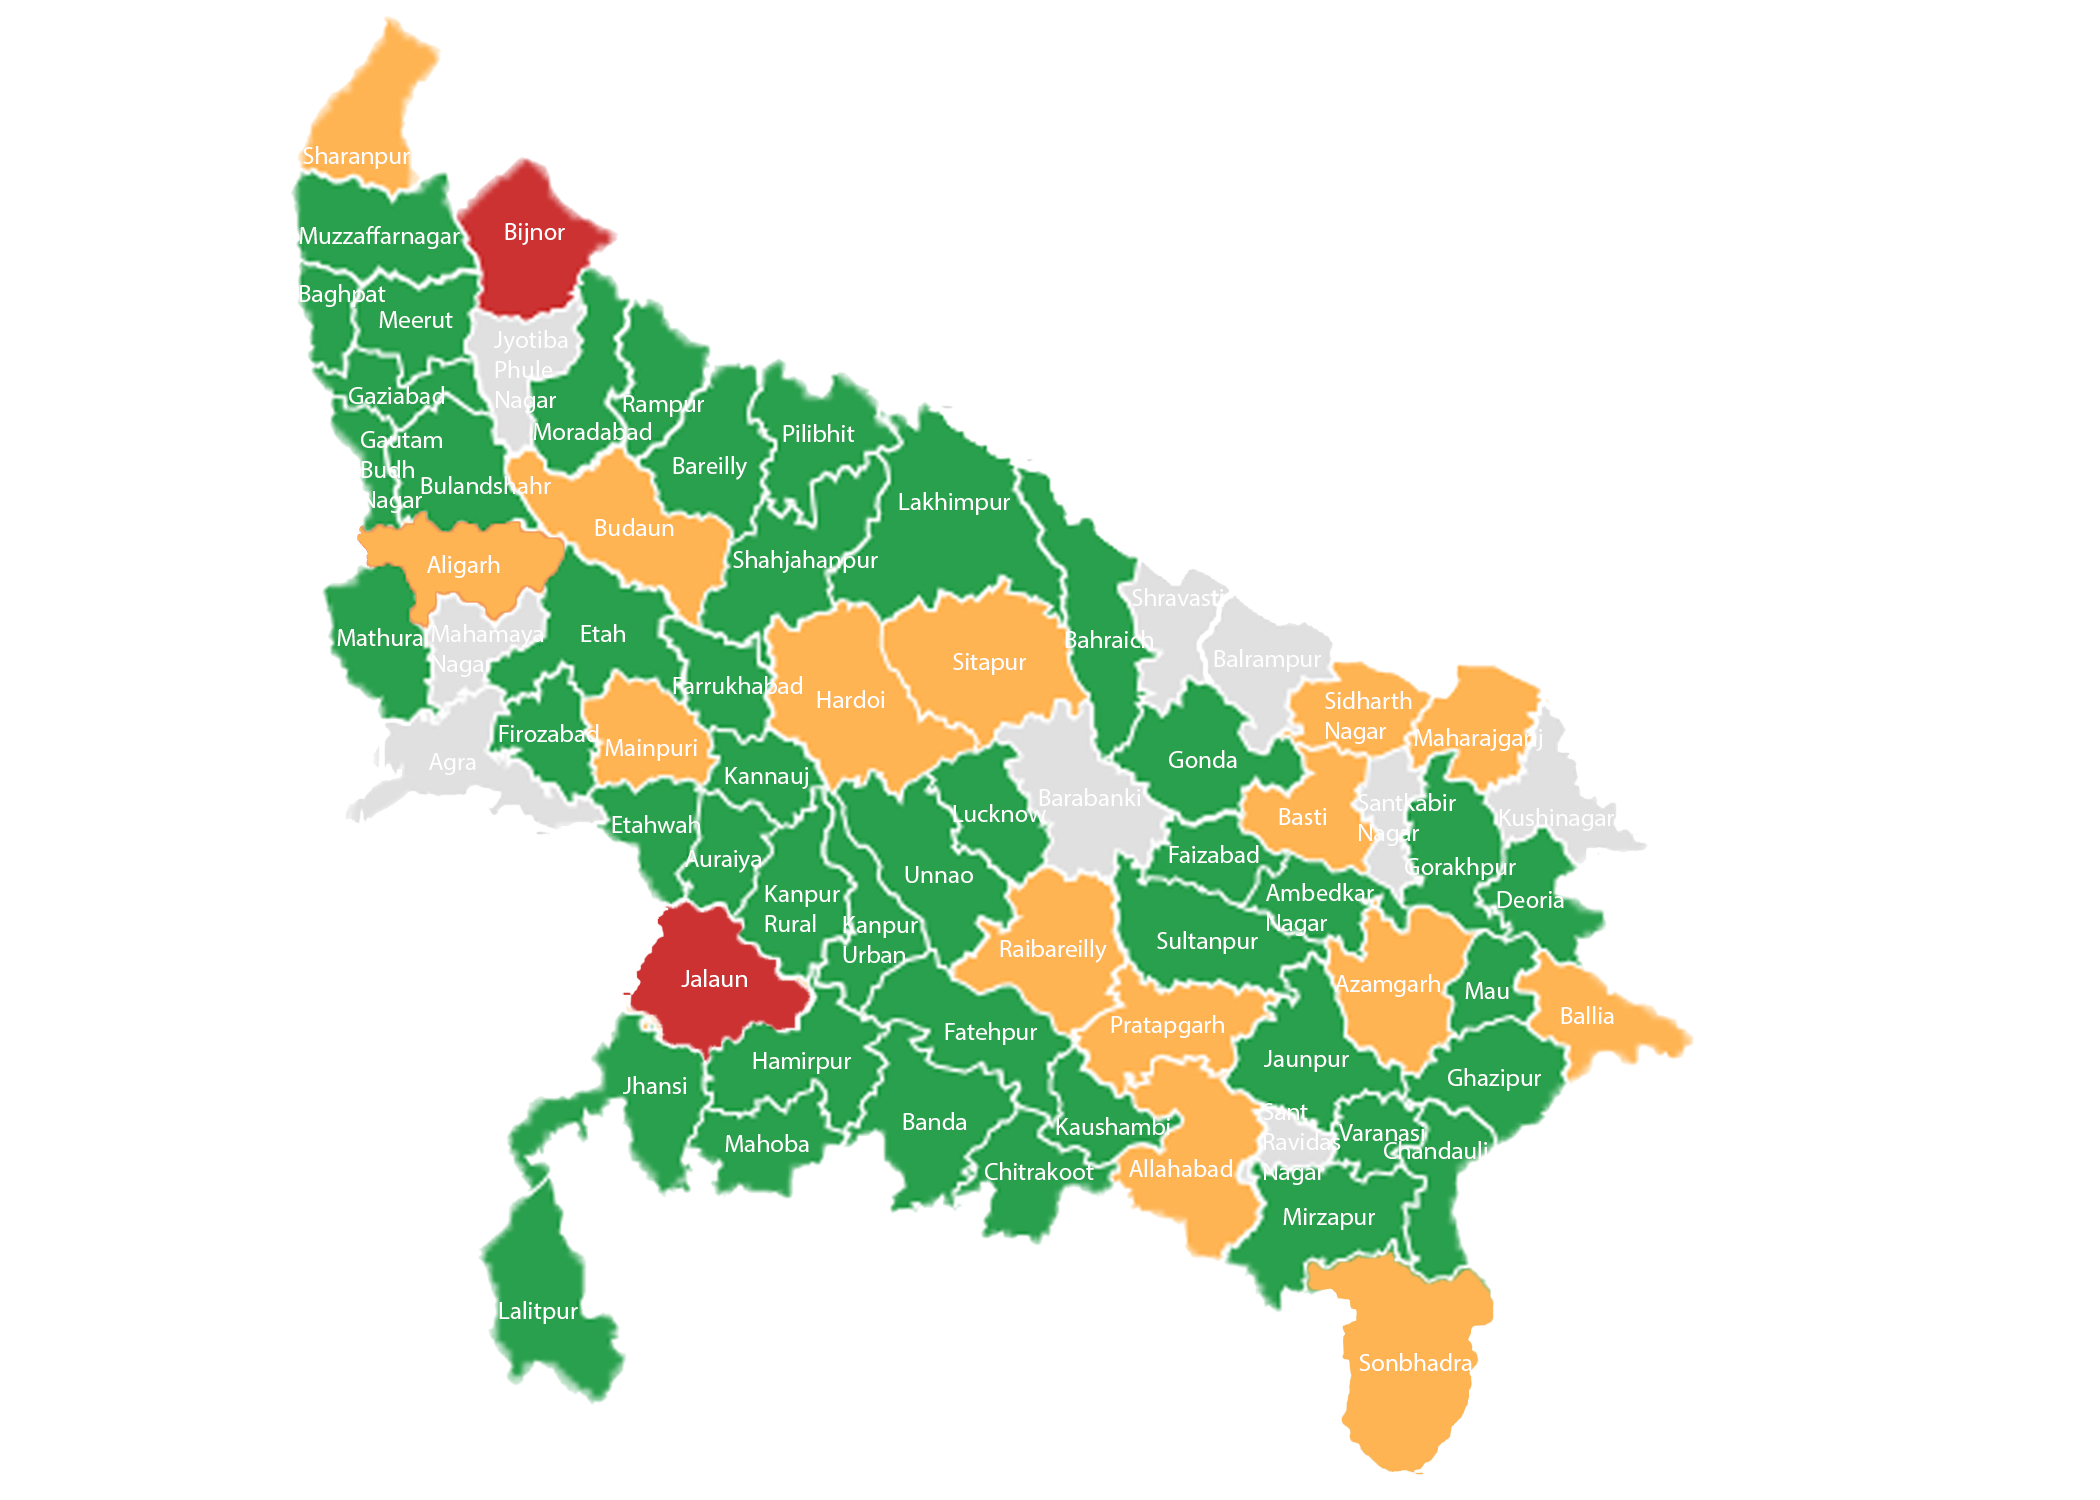 Sharanpur
Bijnor
Muzzaffarnagar
Baghpat
Meerut
Jyotiba
Phule
Nagar
Gaziabad
Rampur
Moradabad
Pilibhit
Gautam
Budh
Nagar
Bareilly
Bulandshahr
Lakhimpur
Budaun
Shahjahanpur
Aligarh
Shravasti
Mathura
Mahamaya
Nagar
Etah
Bahraich
Sitapur
Balrampur
Farrukhabad
Hardoi
Sidharth
Nagar
Firozabad
Mainpuri
Maharajganj
Agra
Kannauj
Gonda
Barabanki
Santkabir
Nagar
Lucknow
Basti
Kushinagar
Etahwah
Auraiya
Faizabad
Gorakhpur
Unnao
Kanpur
Rural
Ambedkar
Nagar
Deoria
Kanpur
Urban
Sultanpur
Raibareilly
Jalaun
Azamgarh
Mau
Ballia
Pratapgarh
Fatehpur
Hamirpur
Jaunpur
Jhansi
Ghazipur
Sant
Ravidas
Nagar
Banda
Kaushambi
Varanasi
Mahoba
Chandauli
Chitrakoot
Allahabad
Mirzapur
Lalitpur
Sonbhadra